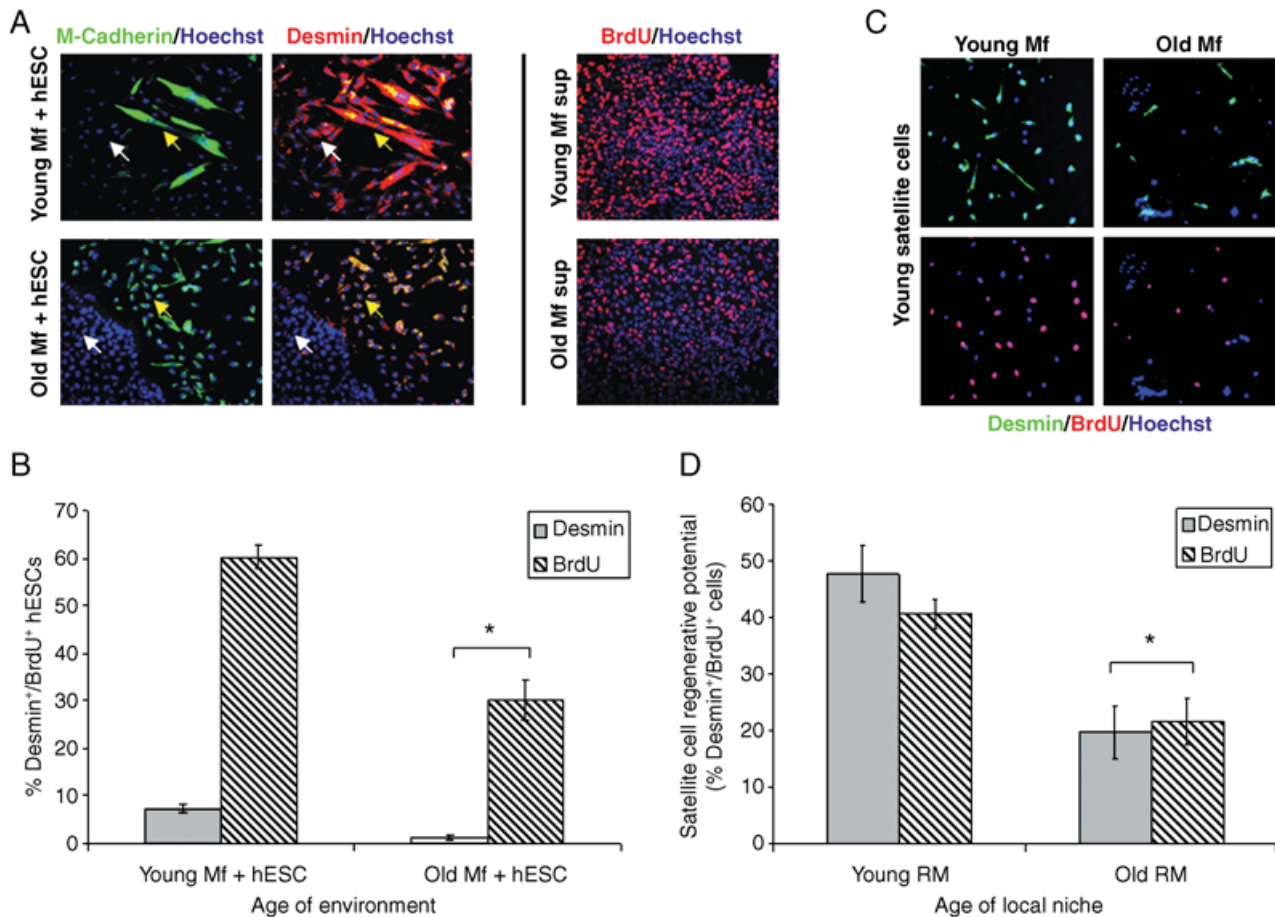 A
M-Cadherin/Hoechst
Desmin/Hoechst
BrdU/Hoechst
Young Mf + hESC
Old Mf + hESC
Young Mf sup
Old Mf sup
C
Young Mf
Old Mf
Young satellite cells
Desmin/BrdU/Hoechst
B
% Desmin⁺/BrdU⁺ hESCs
70
60
50
40
30
20
10
0
Desmin
BrdU
*
Young Mf + hESC
Old Mf + hESC
Age of environment
D
Satellite cell regenerative potential
(% Desmin⁺/BrdU⁺ cells)
60
50
40
30
20
10
0
Desmin
BrdU
*
Young RM
Old RM
Age of local niche